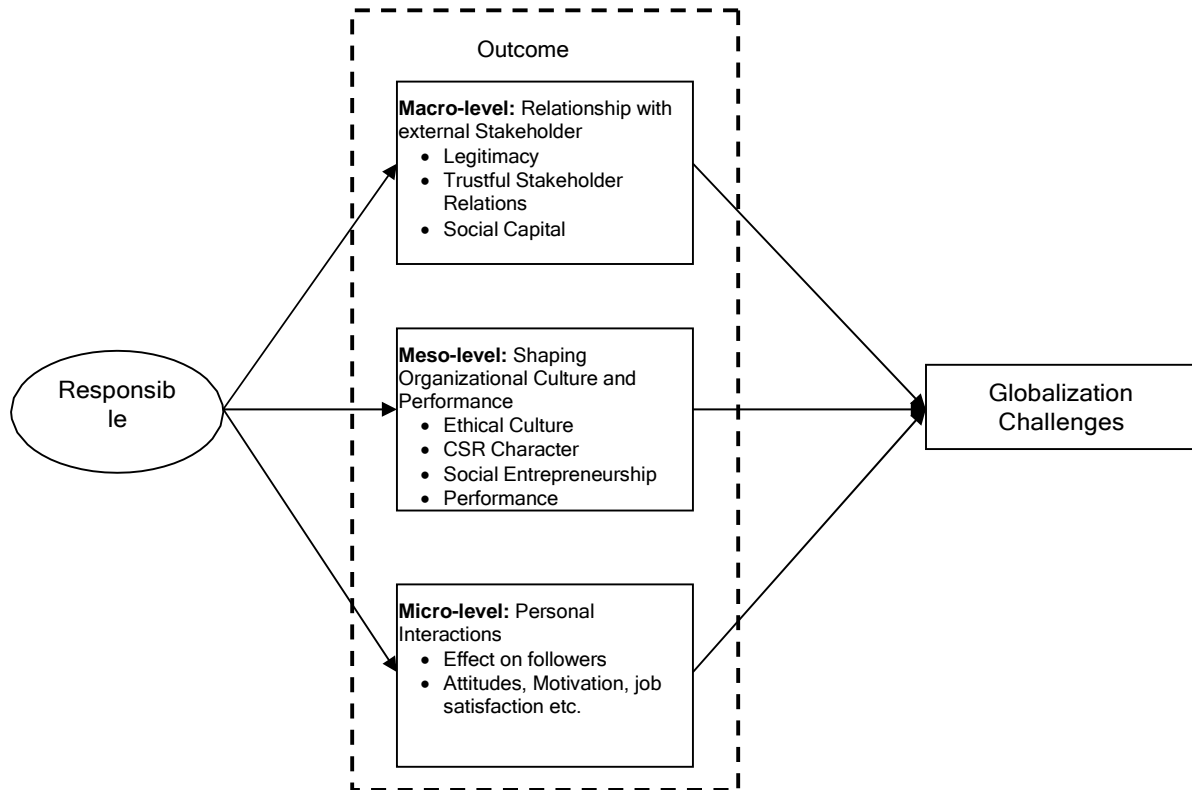 Outcome
Macro-level: Relationship with
external Stakeholder
• Legitimacy
• Trustful Stakeholder
Relations
• Social Capital
Meso-level: Shaping
Organizational Culture and
Performance
• Ethical Culture
• CSR Character
• Social Entrepreneurship
• Performance
Responsib
le
Globalization
Challenges
Micro-level: Personal
Interactions
• Effect on followers
• Attitudes, Motivation, job
satisfaction etc.